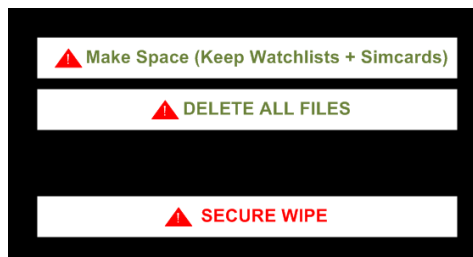 Make Space (Keep Watchlists + Simcards)
DELETE ALL FILES
SECURE WIPE